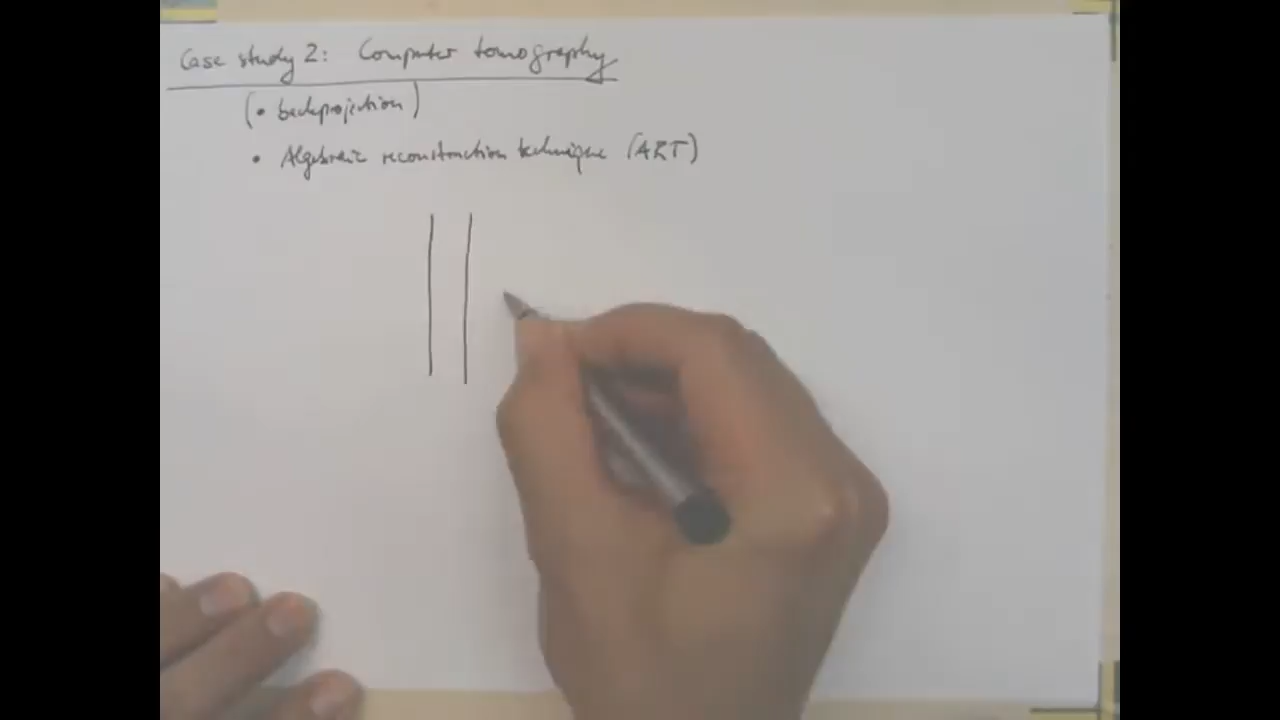 Case study 2: Computer tomography
(• backprojection)
• Algebraic reconstruction technique (ART)